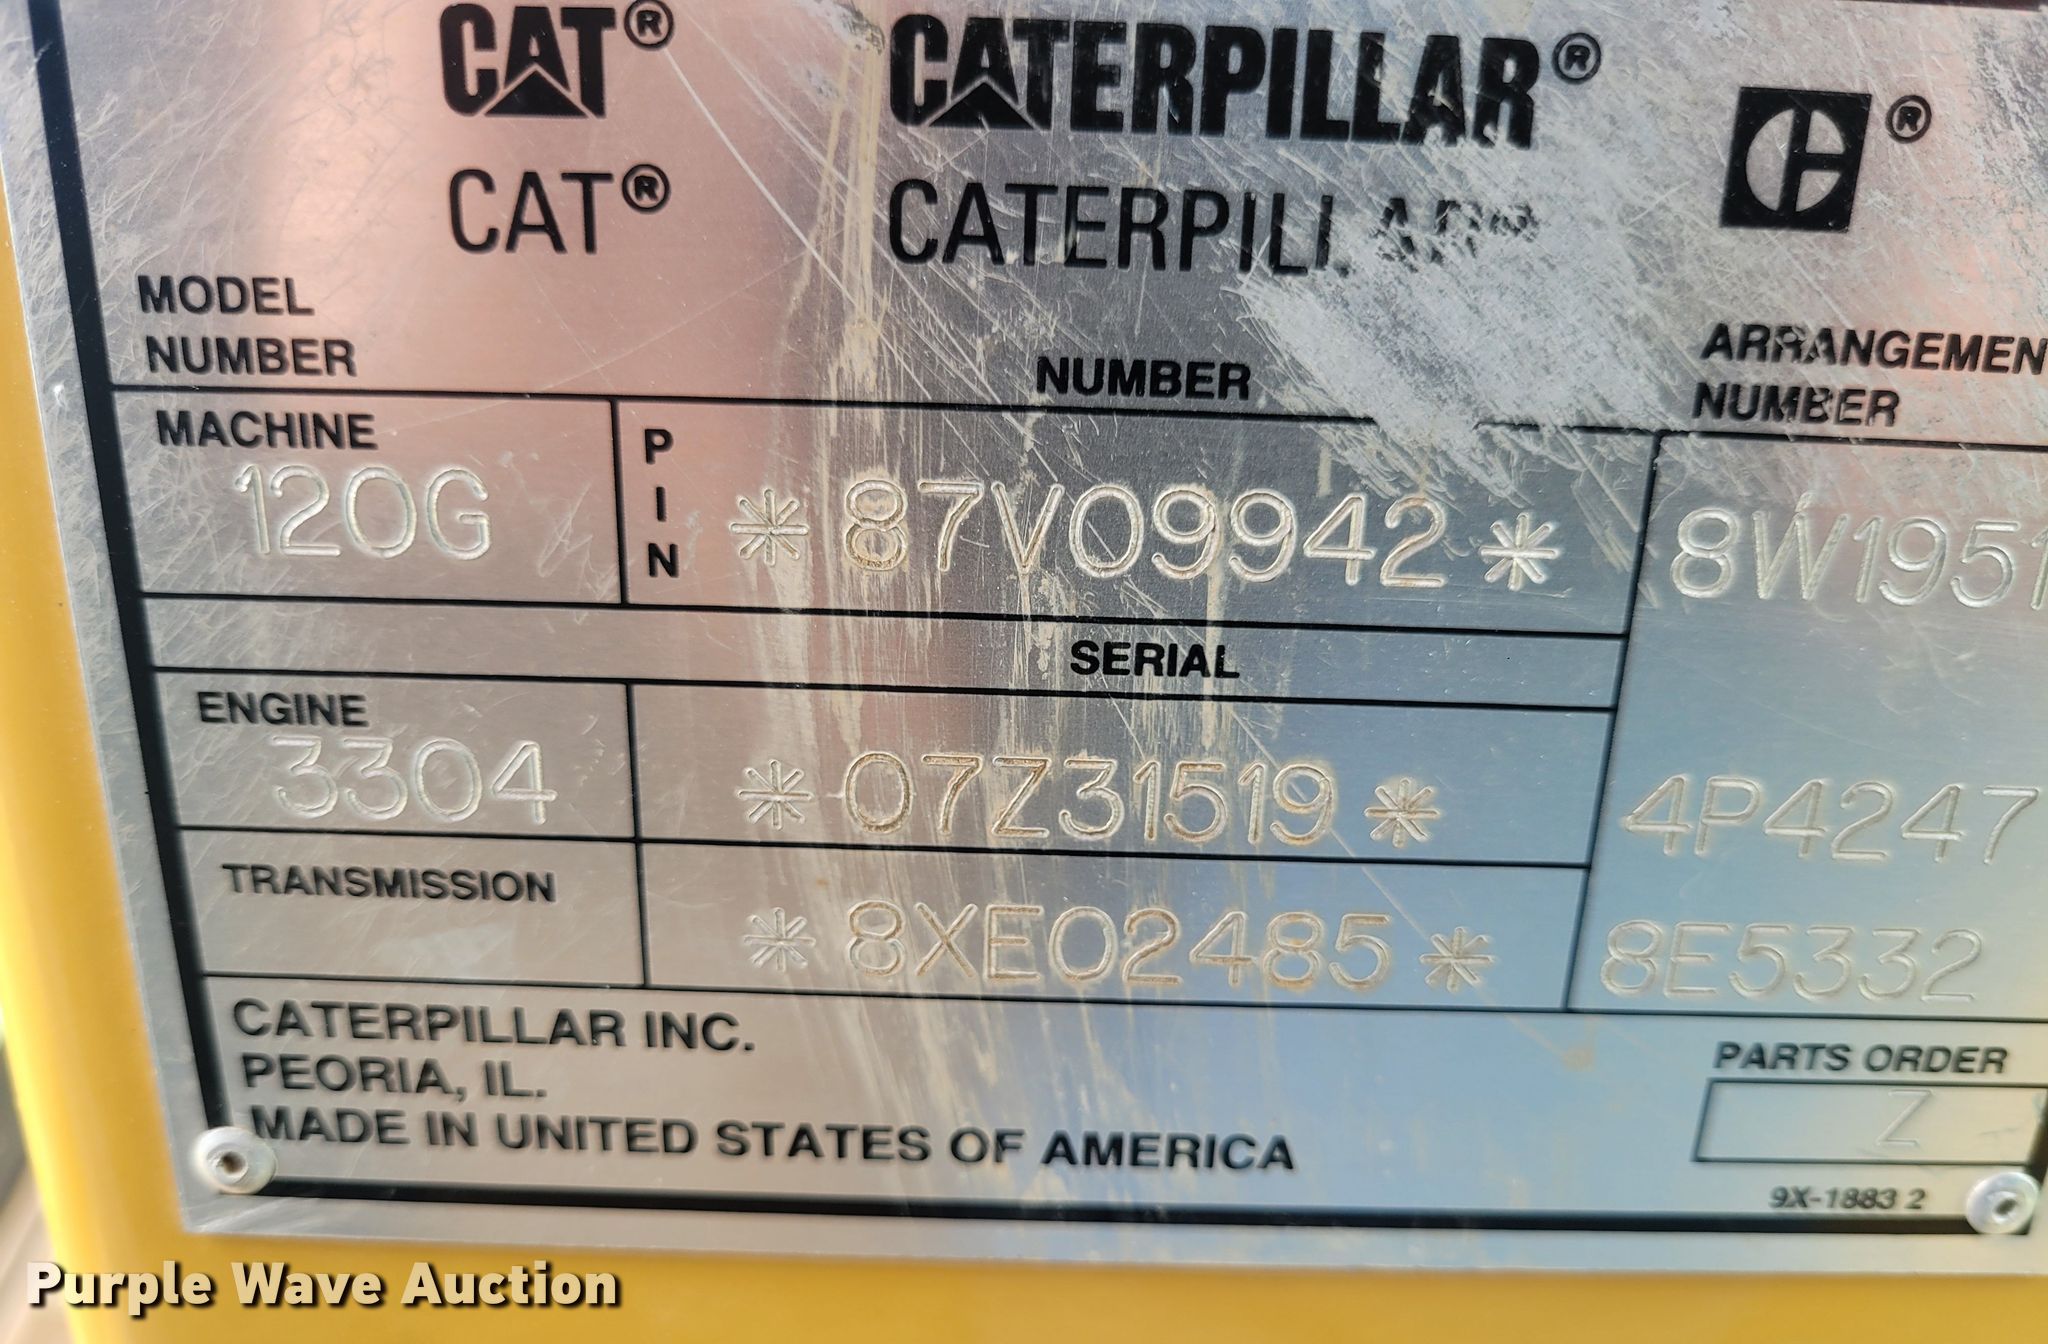 CAT® CATERPILLAR® ®
CAT® CATERPILLAR®
MODEL
NUMBER
NUMBER
ARRANGEMEN
NUMBER
MACHINE
120G
PIN
*87V09942*
8W1951
SERIAL
ENGINE
3304
*07Z31519*
4P4247
TRANSMISSION
*8XE02485*
8E5332
CATERPILLAR INC.
PEORIA, IL.
MADE IN UNITED STATES OF AMERICA
PARTS ORDER
Z
9X-1883 2
Purple Wave Auction